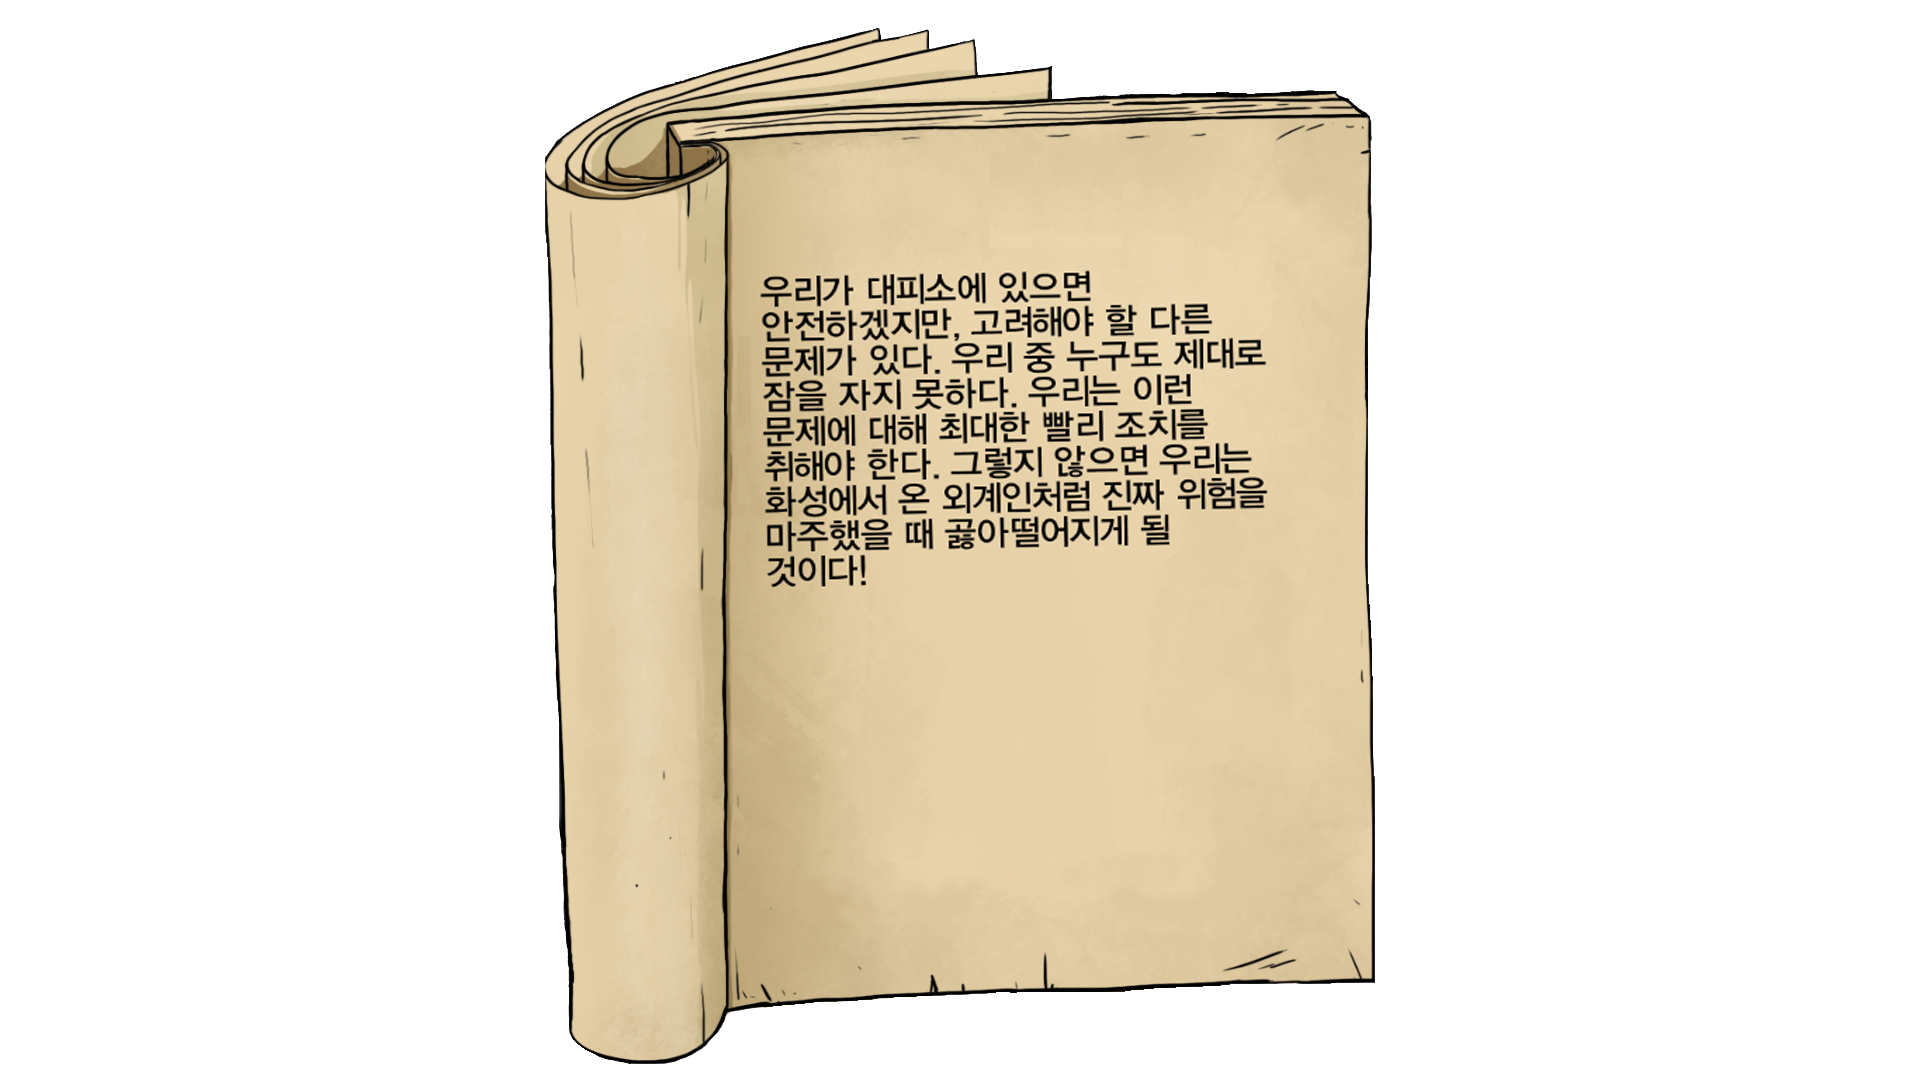 우리가 대피소에 있으면
안전하겠지만, 고려해야 할 다른
문제가 있다. 우리 중 누구도 제대로
잠을 자지 못하다. 우리는 이런
문제에 대해 최대한 빨리 조치를
취해야 한다. 그렇지 않으면 우리는
화성에서 온 외계인처럼 진짜 위험을
마주했을 때 곯아떨어지게 될
것이다!